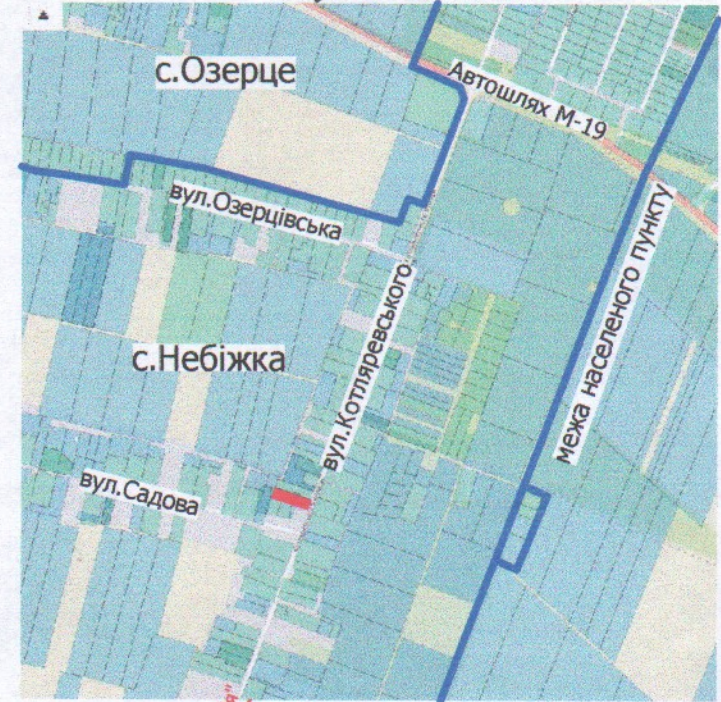 с.Озерце
Автошлях М-19
вул.Озерцівська
межа населеного пункту
вул.Котляревського
с.Небіжка
вул.Садова